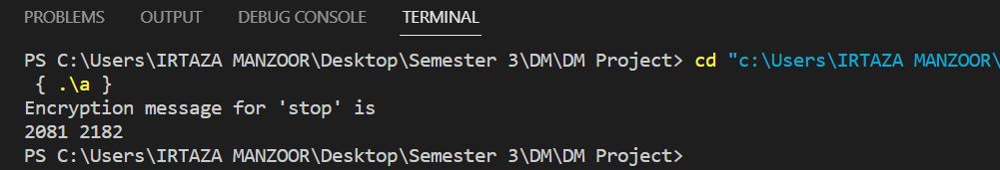 PROBLEMS OUTPUT DEBUG CONSOLE TERMINAL
PS C:\Users\IRTAZA MANZOOR\Desktop\Semester 3\DM\DM Project> cd "c:\Users\IRTAZA MANZOOR\
{ .\a }
Encryption message for 'stop' is
2081 2182
PS C:\Users\IRTAZA MANZOOR\Desktop\Semester 3\DM\DM Project>